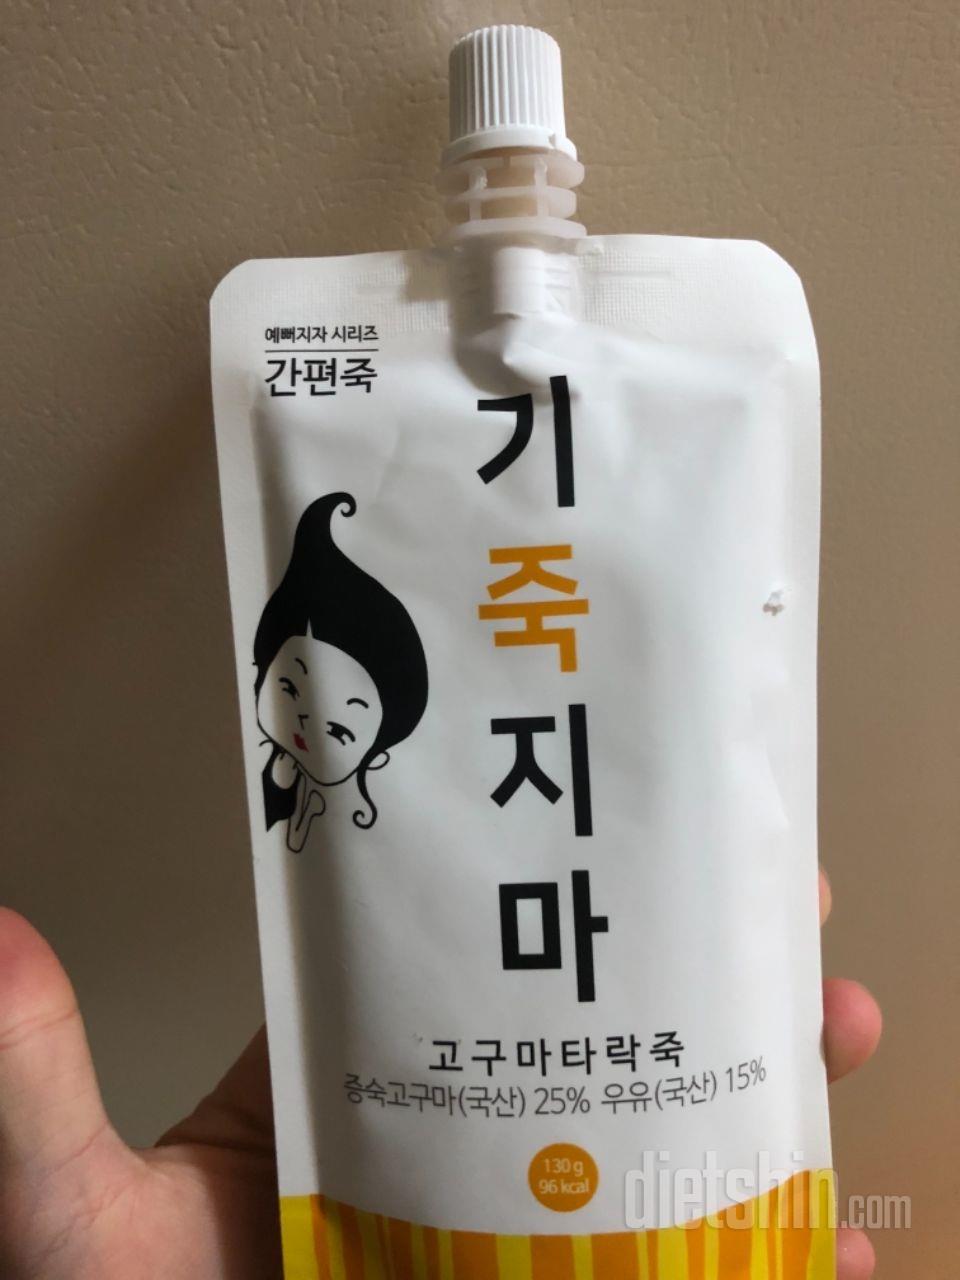 예뻐지자 시리즈
간편죽
기
죽
지
마
고구마타락죽
증숙고구마(국산) 25% 우유(국산) 15%
130 g
96 kcal
dietshin.com